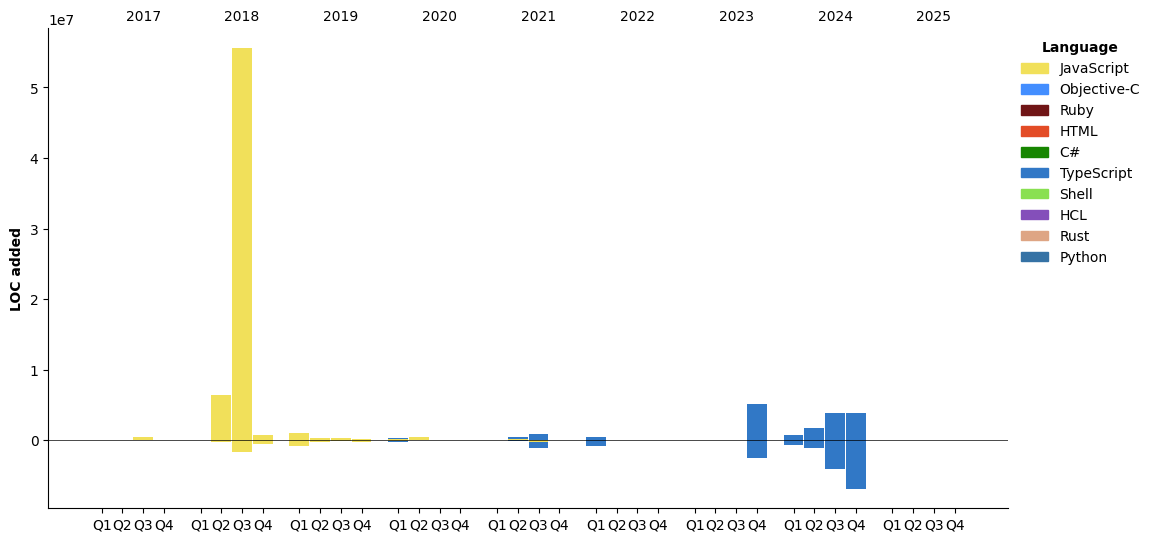 1e7
2017 2018 2019 2020 2021 2022 2023 2024 2025
Language
JavaScript
Objective-C
Ruby
HTML
C#
TypeScript
Shell
HCL
Rust
Python
LOC added
5
4
3
2
1
0
Q1 Q2 Q3 Q4 Q1 Q2 Q3 Q4 Q1 Q2 Q3 Q4 Q1 Q2 Q3 Q4 Q1 Q2 Q3 Q4 Q1 Q2 Q3 Q4 Q1 Q2 Q3 Q4 Q1 Q2 Q3 Q4 Q1 Q2 Q3 Q4